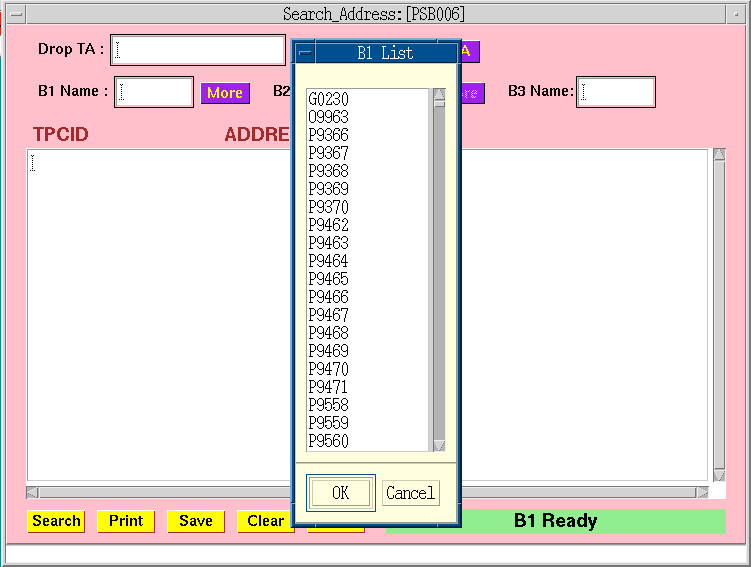 Search_Address:[PSB006]
Drop TA :
A
B1 List
B1 Name :
More
B2
re
B3 Name:
TPCID
ADDRE
G0230
O9963
P9366
P9367
P9368
P9369
P9370
P9462
P9463
P9464
P9465
P9466
P9467
P9468
P9469
P9470
P9471
P9558
P9559
P9560
OK
Cancel
Search
Print
Save
Clear
B1 Ready